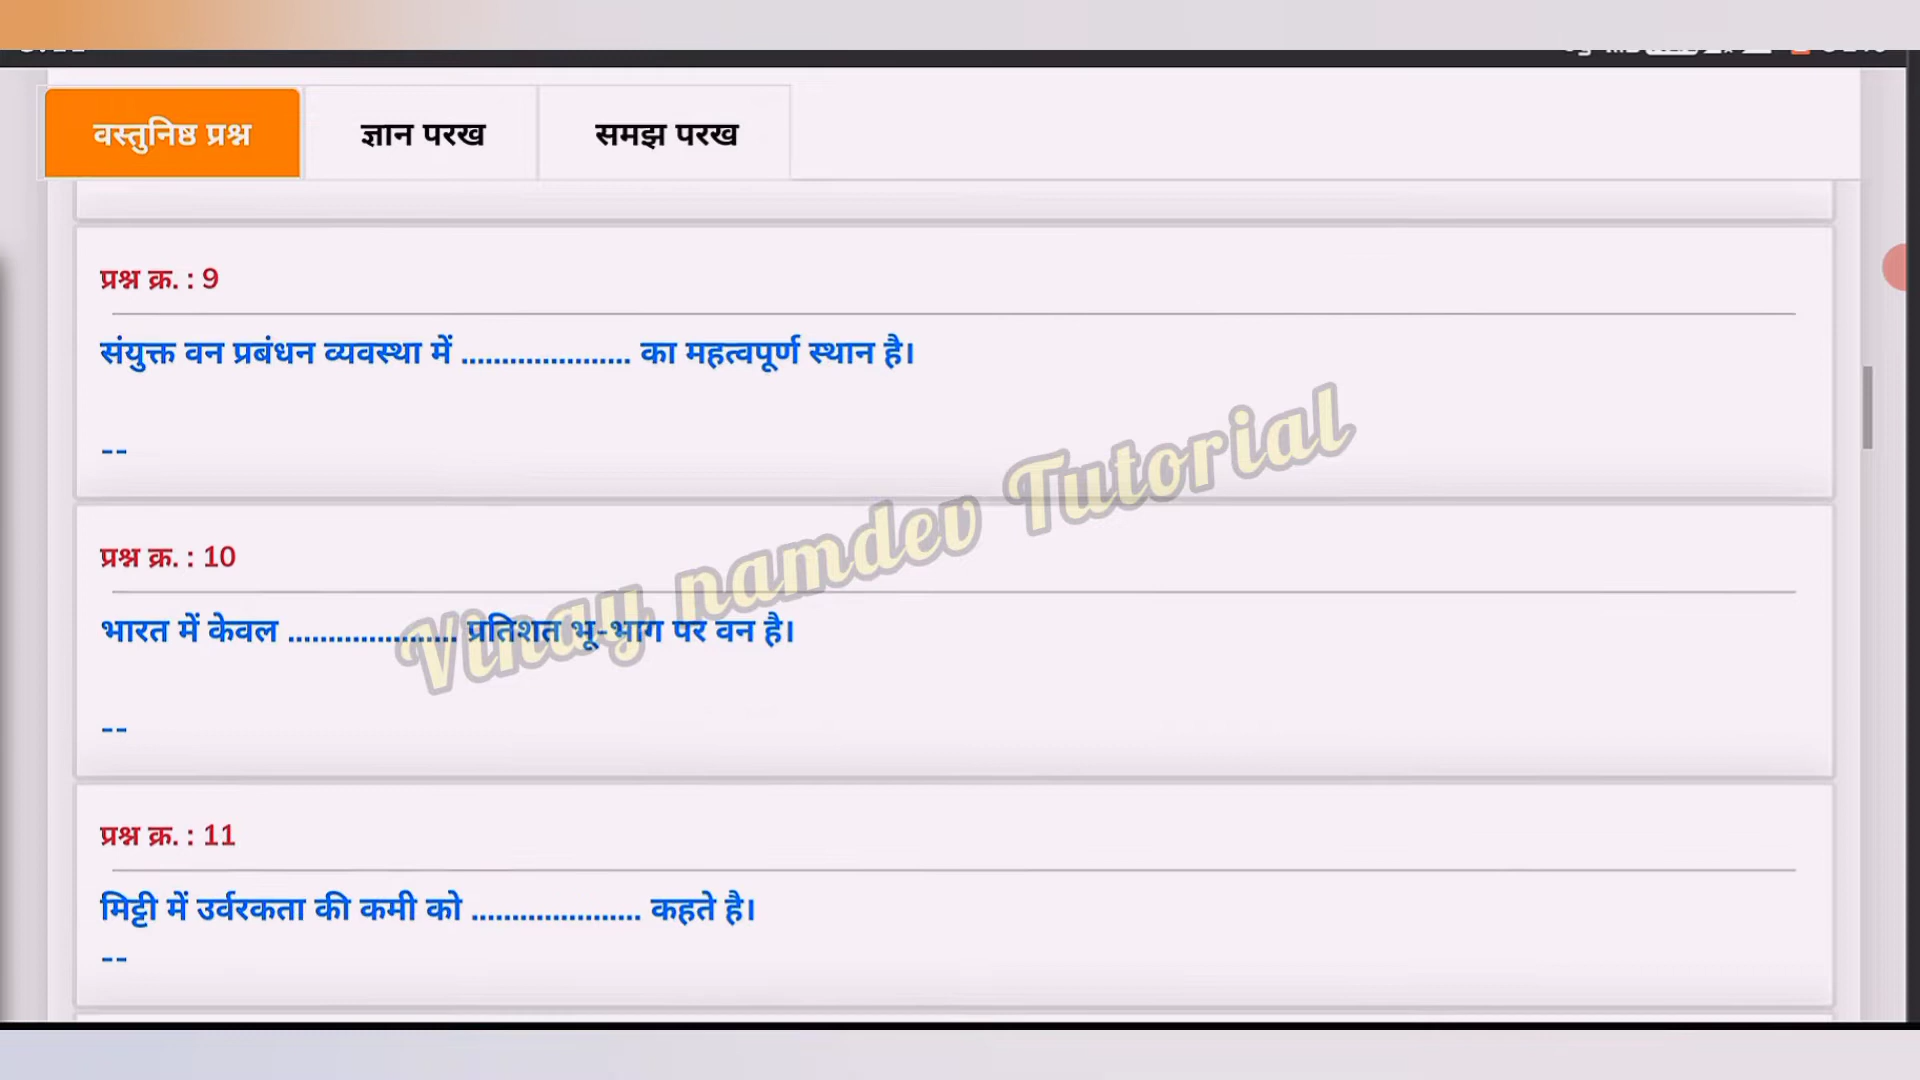 वस्तुनिष्ठ प्रश्न ज्ञान परख समझ परख
प्रश्न क्र. : 9
संयुक्त वन प्रबंधन व्यवस्था में ..................... का महत्वपूर्ण स्थान है।
--
प्रश्न क्र. : 10
भारत में केवल ..................... प्रतिशत भू-भाग पर वन है।
--
प्रश्न क्र. : 11
मिट्टी में उर्वरकता की कमी को ..................... कहते है।
--
Vinay namdev Tutorial